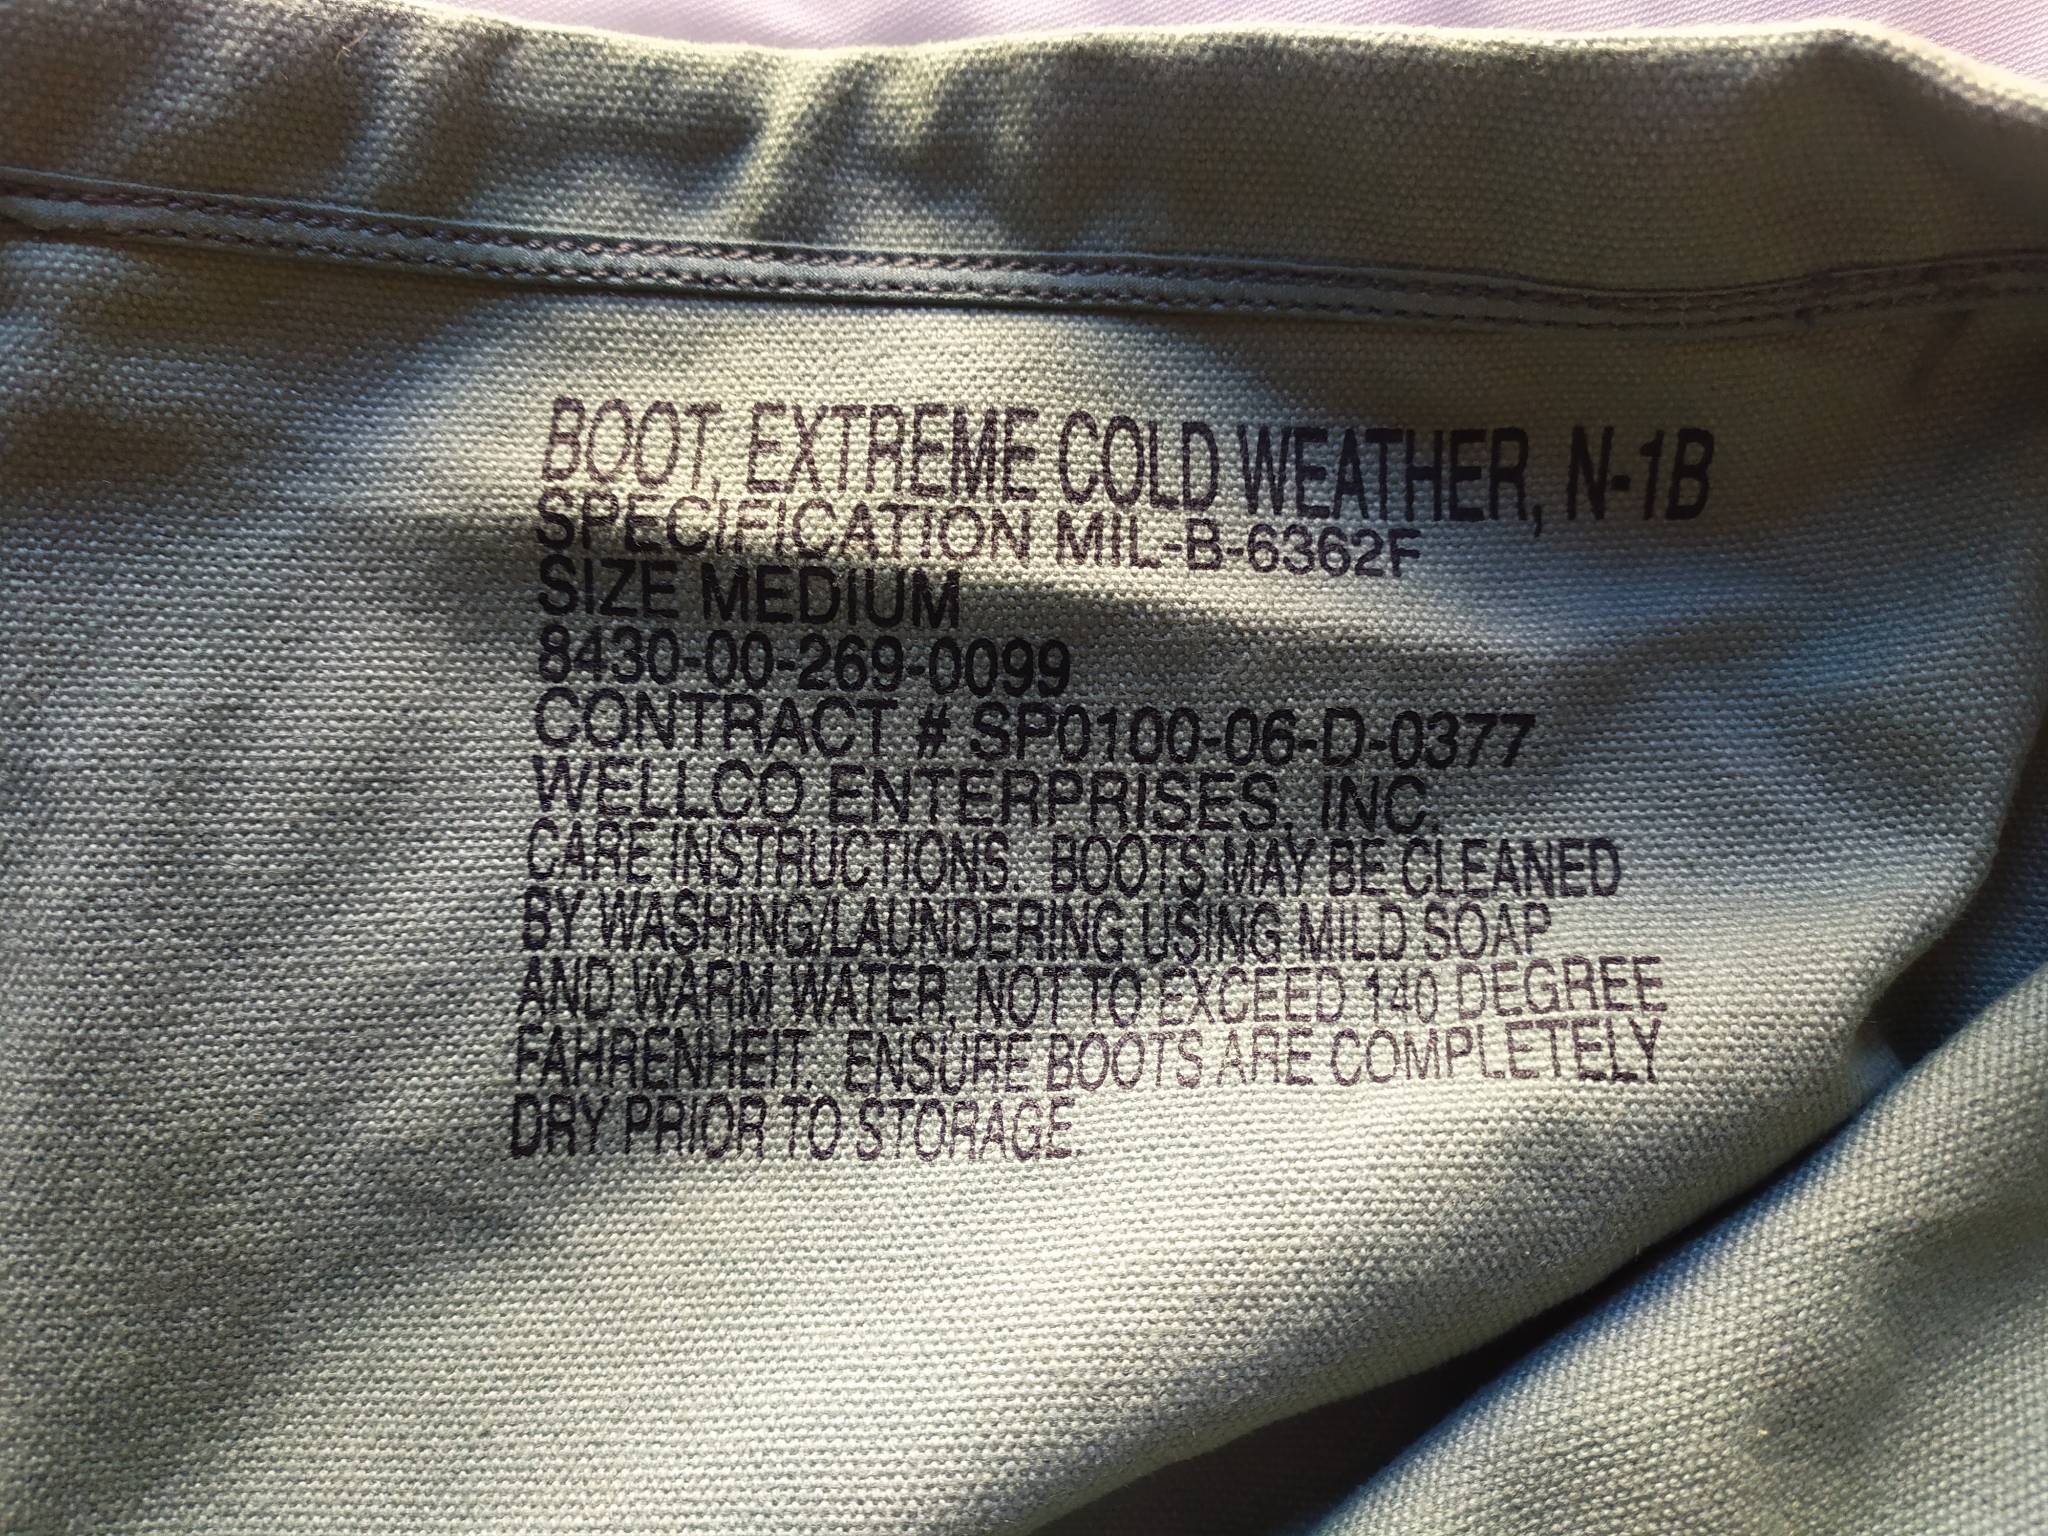 BOOT, EXTREME COLD WEATHER, N-1B
SPECIFICATION MIL-B-6362F
SIZE MEDIUM
8430-00-269-0099
CONTRACT # SP0100-06-D-0377
WELLCO ENTERPRISES, INC.
CARE INSTRUCTIONS. BOOTS MAY BE CLEANED
BY WASHING/LAUNDERING USING MILD SOAP
AND WARM WATER, NOT TO EXCEED 140 DEGREE
FAHRENHEIT. ENSURE BOOTS ARE COMPLETELY
DRY PRIOR TO STORAGE.